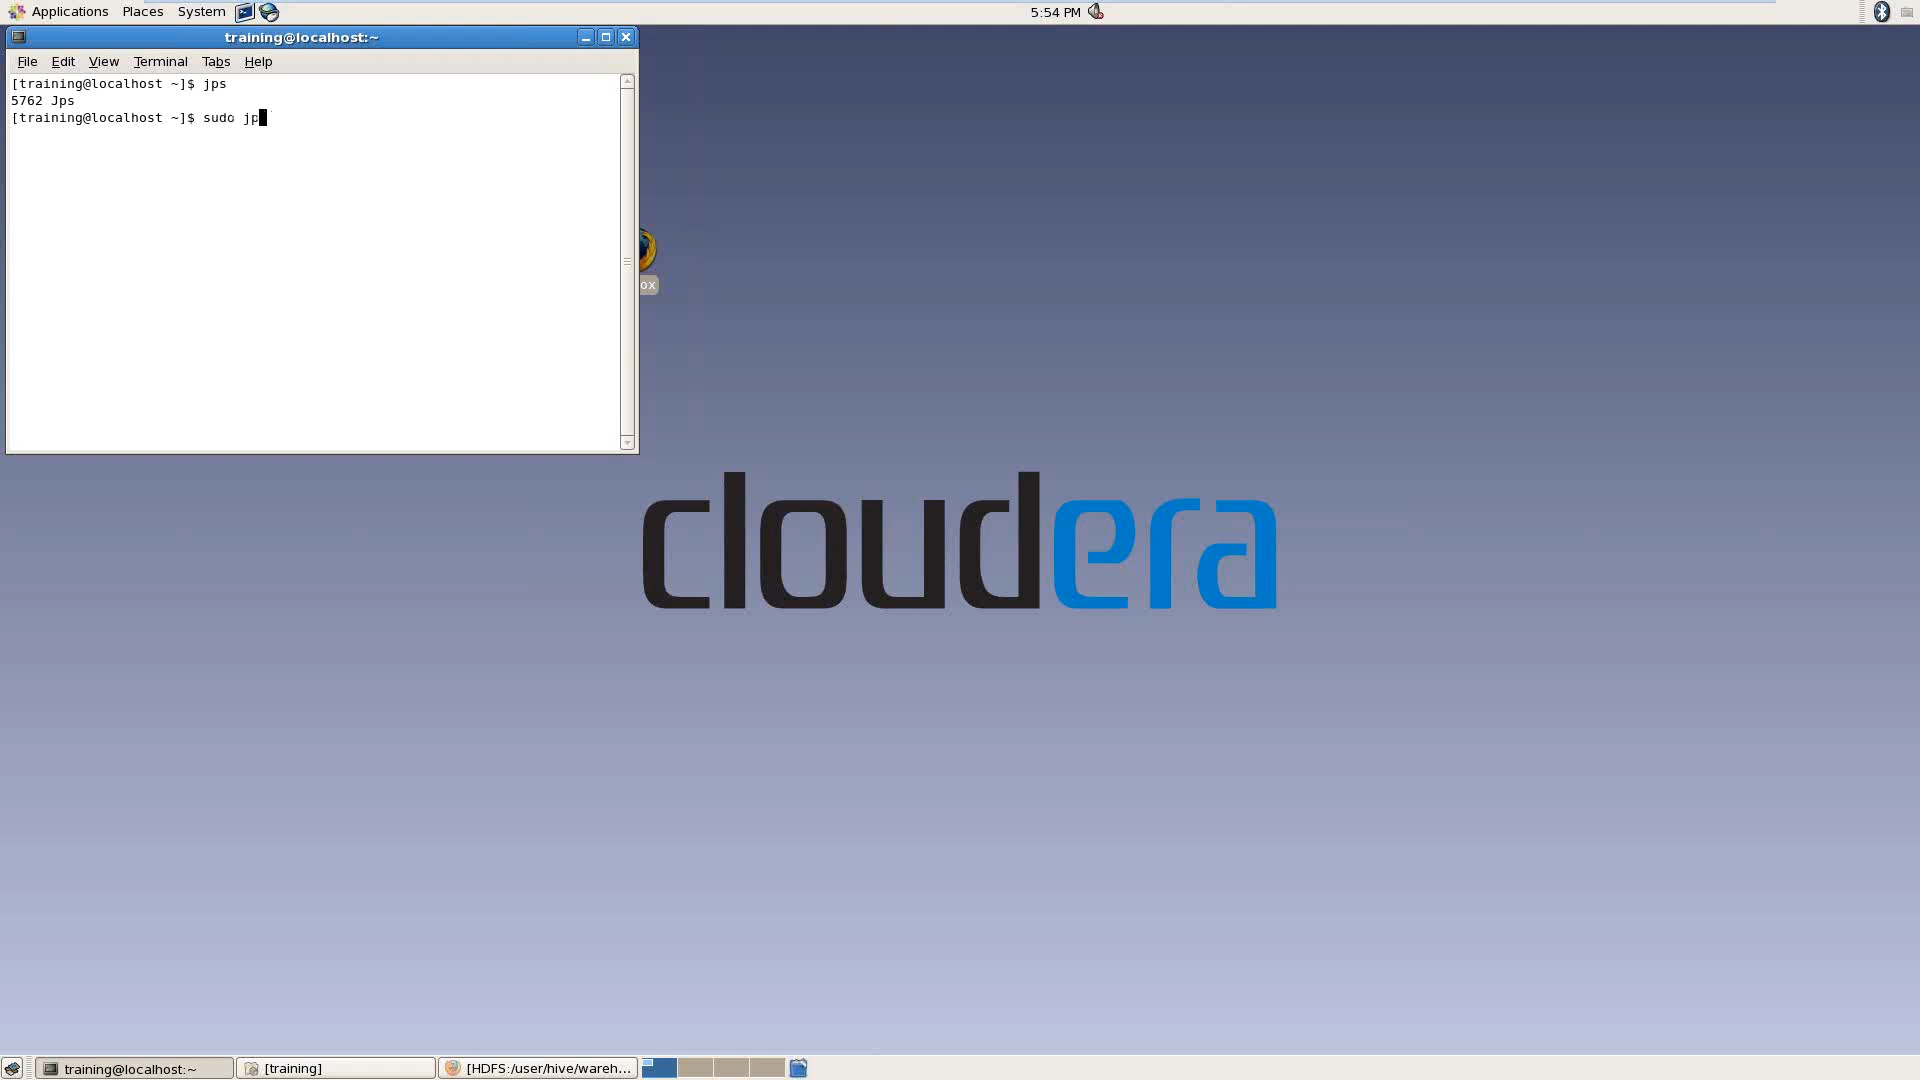 Applications Places System 5:54 PM
training@localhost:~
File Edit View Terminal Tabs Help
[training@localhost ~]$ jps
5762 Jps
[training@localhost ~]$ sudo jp
ox
cloudera
training@localhost:~ [training] [HDFS:/user/hive/wareh...